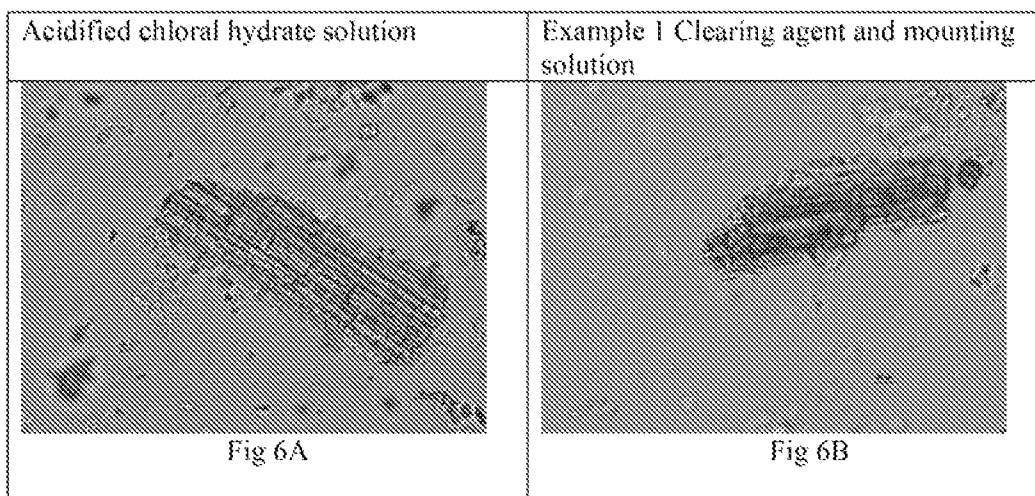 Acidified chloral hydrate solution
Example 1 Clearing agent and mounting
solution
Fig 6A
Fig 6B